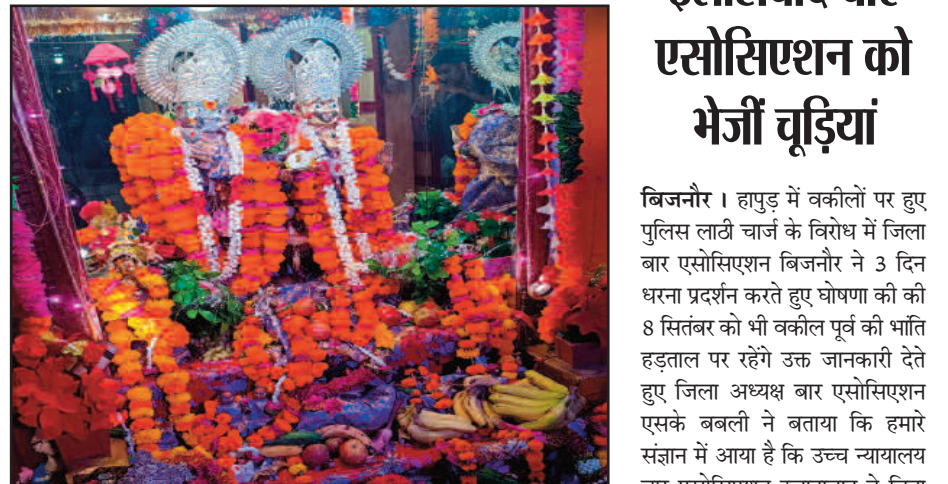 एसोसिएशन को
भेजीं चूड़ियां
बिजनौर । हापुड़ में वकीलों पर हुए
पुलिस लाठी चार्ज के विरोध में जिला
बार एसोसिएशन बिजनौर ने 3 दिन
धरना प्रदर्शन करते हुए घोषणा की की
8 सितंबर को भी वकील पूर्व की भांति
हड़ताल पर रहेंगे उक्त जानकारी देते
हुए जिला अध्यक्ष बार एसोसिएशन
एसके बबली ने बताया कि हमारे
संज्ञान में आया है कि उच्च न्यायालय